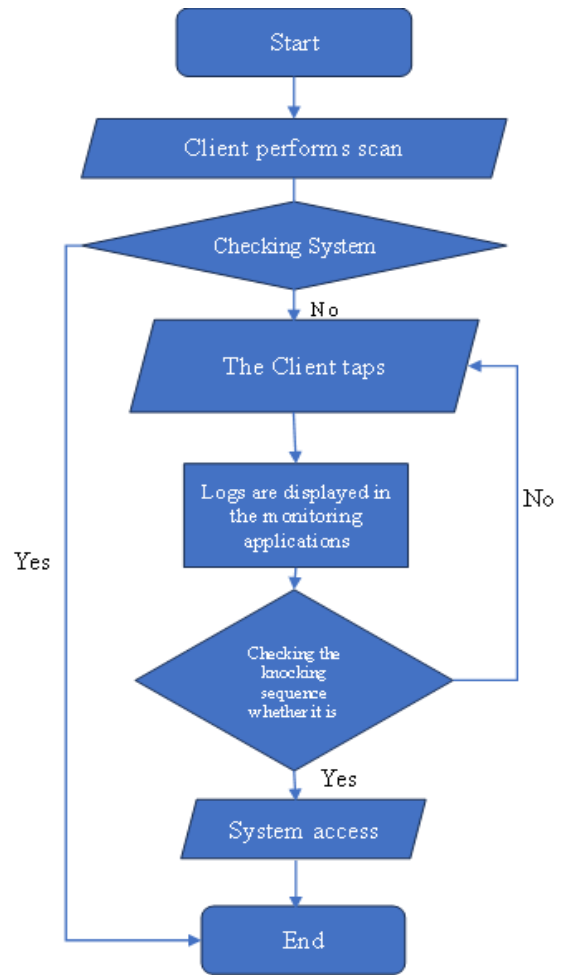 Start
Client performs scan
Checking System
No
The Client taps
Logs are displayed in
the monitoring
applications
No
Yes
Checking the
knocking
sequence
whether it is
Yes
System access
End